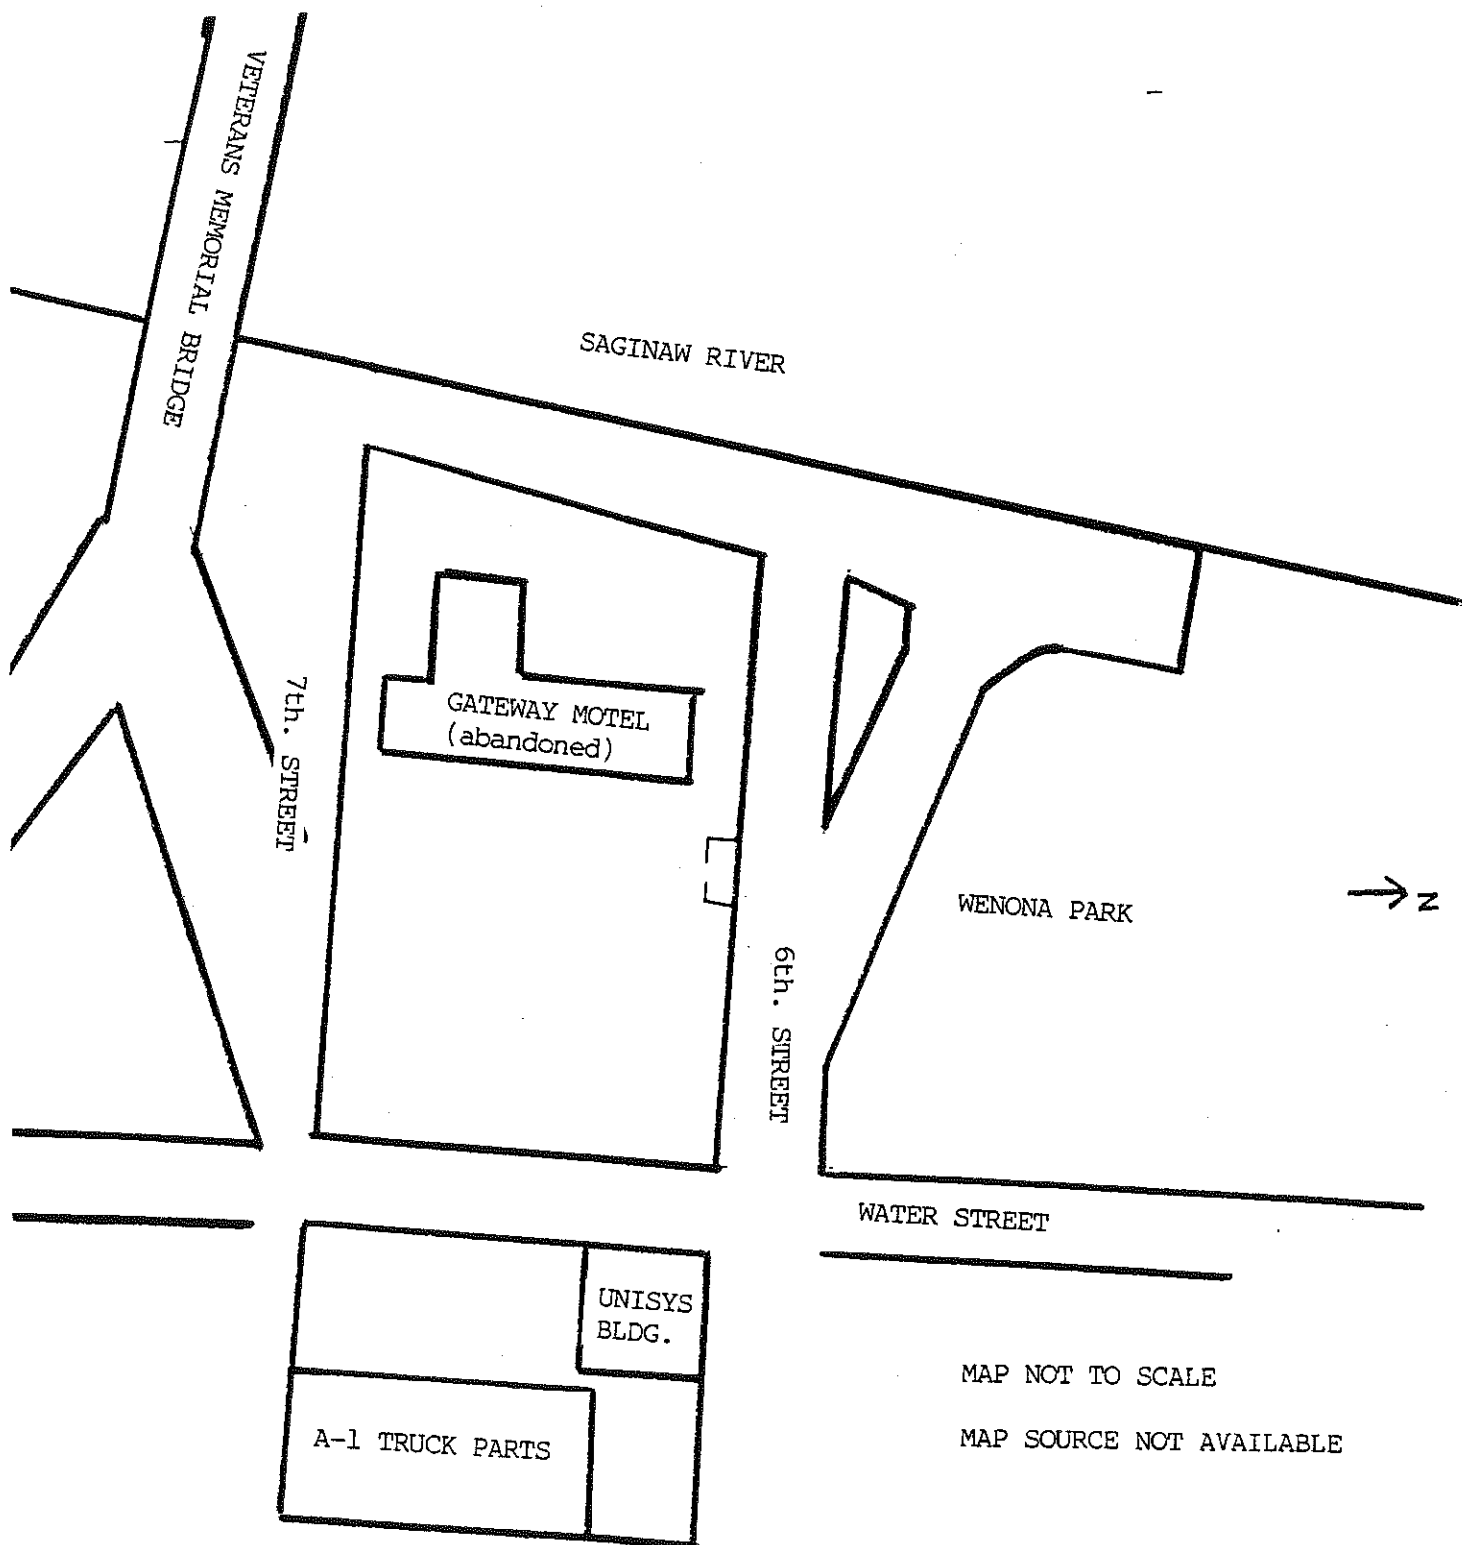 VETERANS MEMORIAL BRIDGE
SAGINAW RIVER
7th. STREET
GATEWAY MOTEL
(abandoned)
WENONA PARK
N
6th. STREET
WATER STREET
UNISYS
BLDG.
A-1 TRUCK PARTS
MAP NOT TO SCALE
MAP SOURCE NOT AVAILABLE